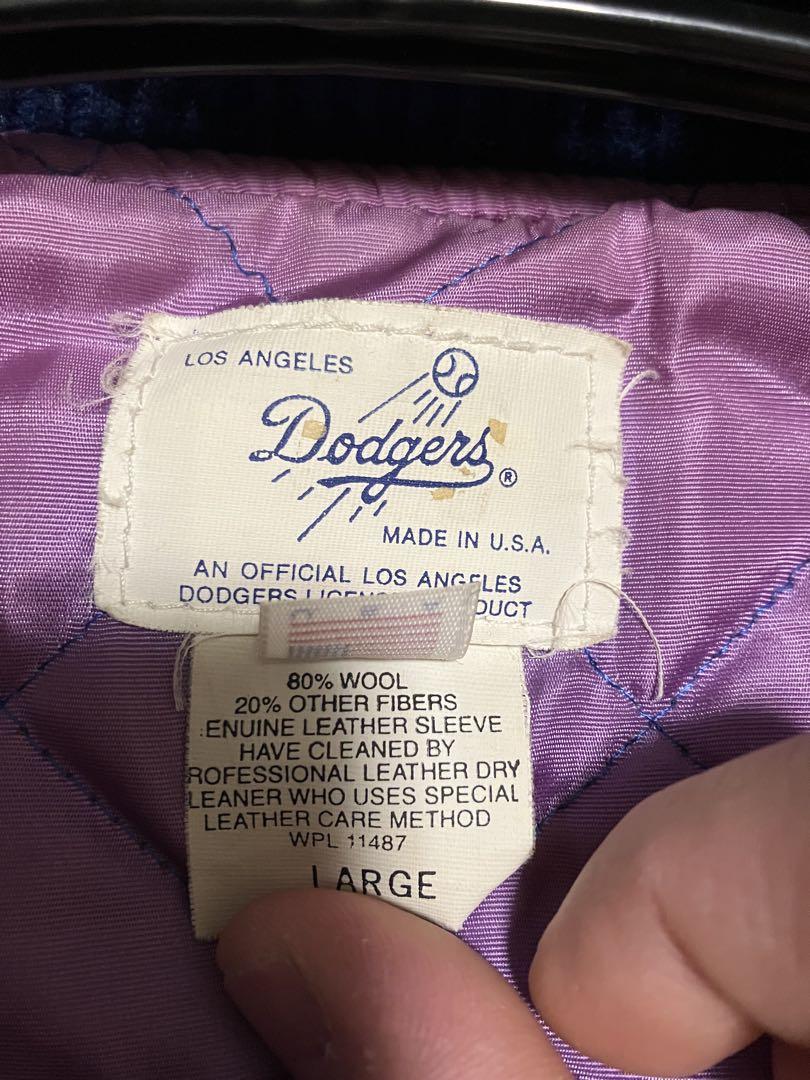 LOS ANGELES
Dodgers ®
MADE IN U.S.A.
AN OFFICIAL LOS ANGELES
DODGERS
80% WOOL
20% OTHER FIBERS
ENUINE LEATHER SLEEVE
HAVE CLEANED BY
ROFESSIONAL LEATHER DRY
LEANER WHO USES SPECIAL
LEATHER CARE METHOD
WPL 11487
LARGE